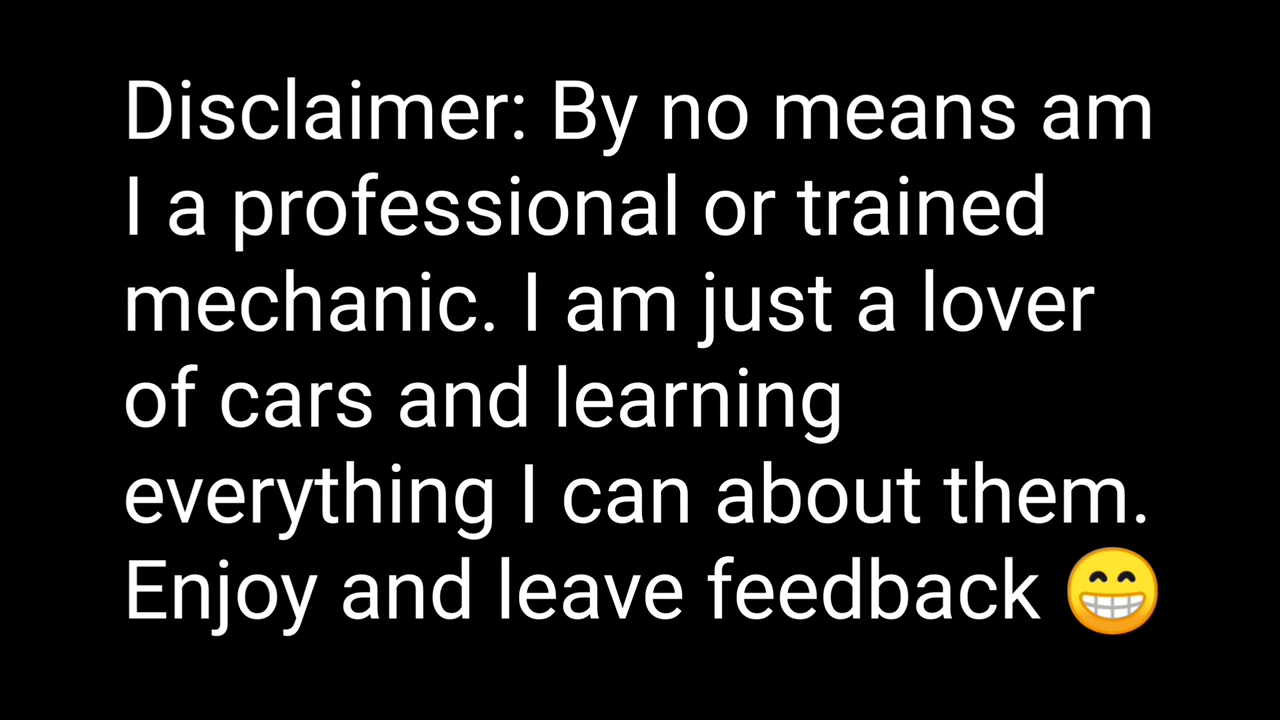 Disclaimer: By no means am
I a professional or trained
mechanic. I am just a lover
of cars and learning
everything I can about them.
Enjoy and leave feedback 😁